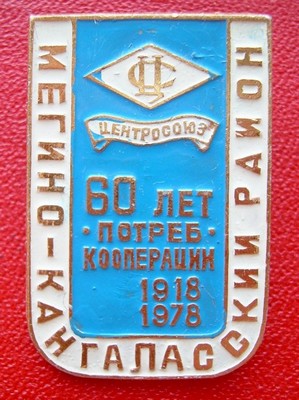 ЦС
ЦЕНТРОСОЮЗ
60 ЛЕТ
·ПОТРЕБ·
КООПЕРАЦИИ
1918
1978
МЕГИНО-КАНГАЛАССКИЙ РАЙОН